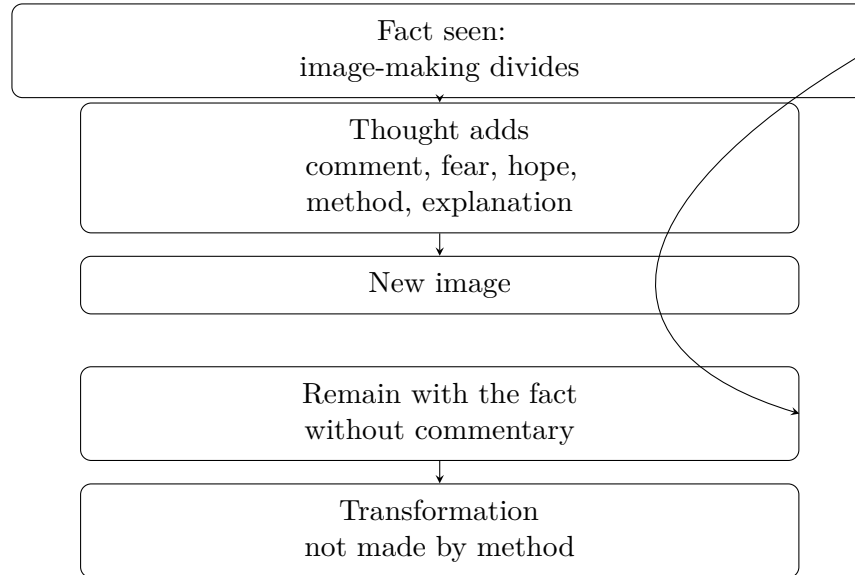 Fact seen:
image-making divides
Thought adds
comment, fear, hope,
method, explanation
New image
Remain with the fact
without commentary
Transformation
not made by method